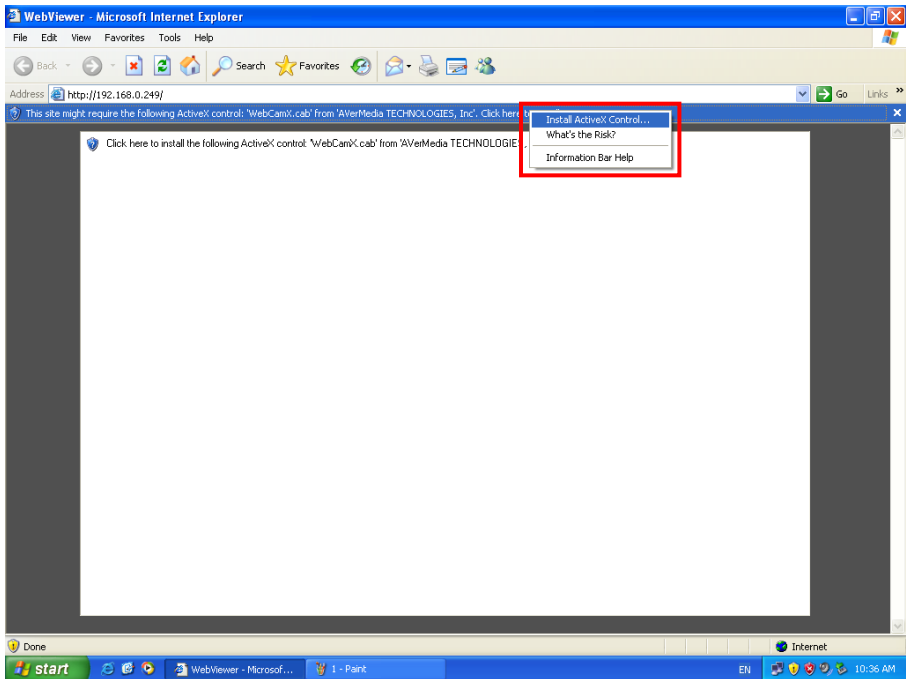 WebViewer - Microsoft Internet Explorer
File Edit View Favorites Tools Help
Back Search Favorites
Address http://192.168.0.249/ Go Links »
This site might require the following ActiveX control: 'WebCamX.cab' from 'AVerMedia TECHNOLOGIES, Inc'. Click here
Install ActiveX Control...
What's the Risk?
Information Bar Help
Click here to install the following ActiveX control: 'WebCamX.cab' from 'AVerMedia
Done Internet
start WebViewer - Microsof... 1 - Paint EN 10:36 AM